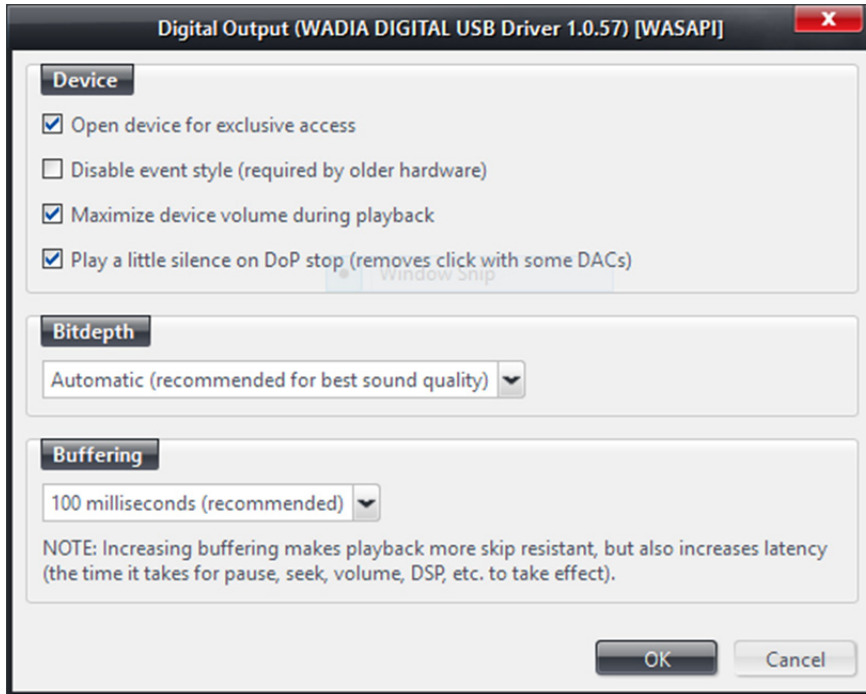 Digital Output (WADIA DIGITAL USB Driver 1.0.57) [WASAPI]
Device
Open device for exclusive access
Disable event style (required by older hardware)
Maximize device volume during playback
Play a little silence on DoP stop (removes click with some DACs)
Window Snip
Bitdepth
Automatic (recommended for best sound quality)
Buffering
100 milliseconds (recommended)
NOTE: Increasing buffering makes playback more skip resistant, but also increases latency
(the time it takes for pause, seek, volume, DSP, etc. to take effect).
OK Cancel